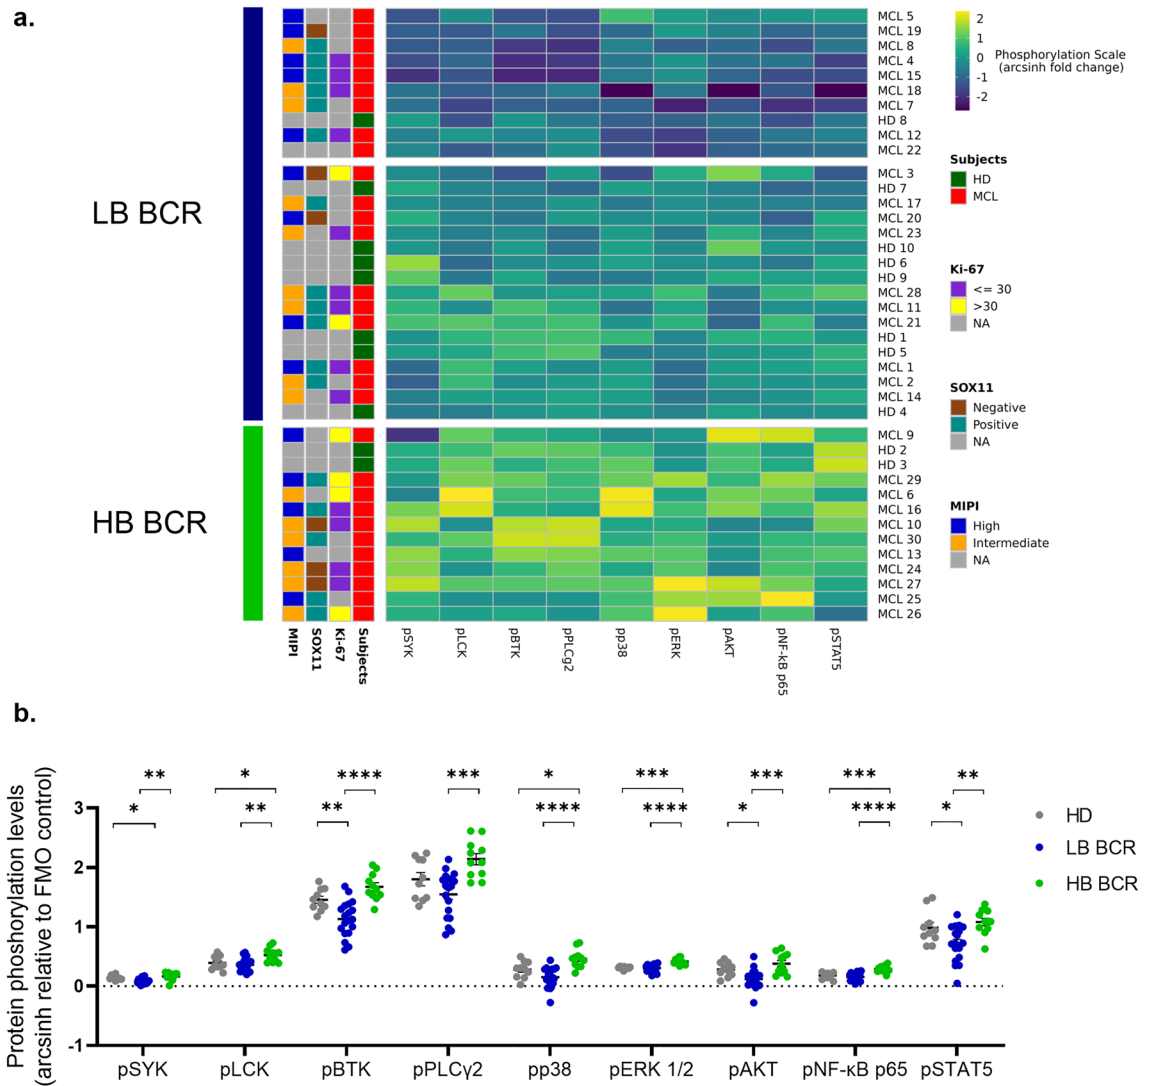 a.
LB BCR
HB BCR
MCL 5
MCL 19
MCL 8
MCL 4
MCL 15
MCL 18
MCL 7
HD 8
MCL 12
MCL 22
MCL 3
HD 7
MCL 17
MCL 20
MCL 23
HD 10
HD 6
HD 9
MCL 28
MCL 11
MCL 21
HD 1
HD 5
MCL 1
MCL 2
MCL 14
HD 4
MCL 9
HD 2
HD 3
MCL 29
MCL 6
MCL 16
MCL 10
MCL 30
MCL 13
MCL 24
MCL 27
MCL 25
MCL 26
MIPI
SOX11
Ki-67
Subjects
pSYK
pLCK
pBTK
pPLCg2
pp38
pERK
pAKT
pNF-kB p65
pSTAT5
2
1
0
-1
-2
Phosphorylation Scale
(arcsinh fold change)
Subjects
HD
MCL
Ki-67
<= 30
>30
NA
SOX11
Negative
Positive
NA
MIPI
High
Intermediate
NA
b.
Protein phoshorylation levels
(arcsinh relative to FMO control)
3
2
1
0
-1
** * **** *** * *** *** *** **
* ** ** **** **** * **** *
HD
LB BCR
HB BCR
pSYK
pLCK
pBTK
pPLCγ2
pp38
pERK 1/2
pAKT
pNF-κB p65
pSTAT5